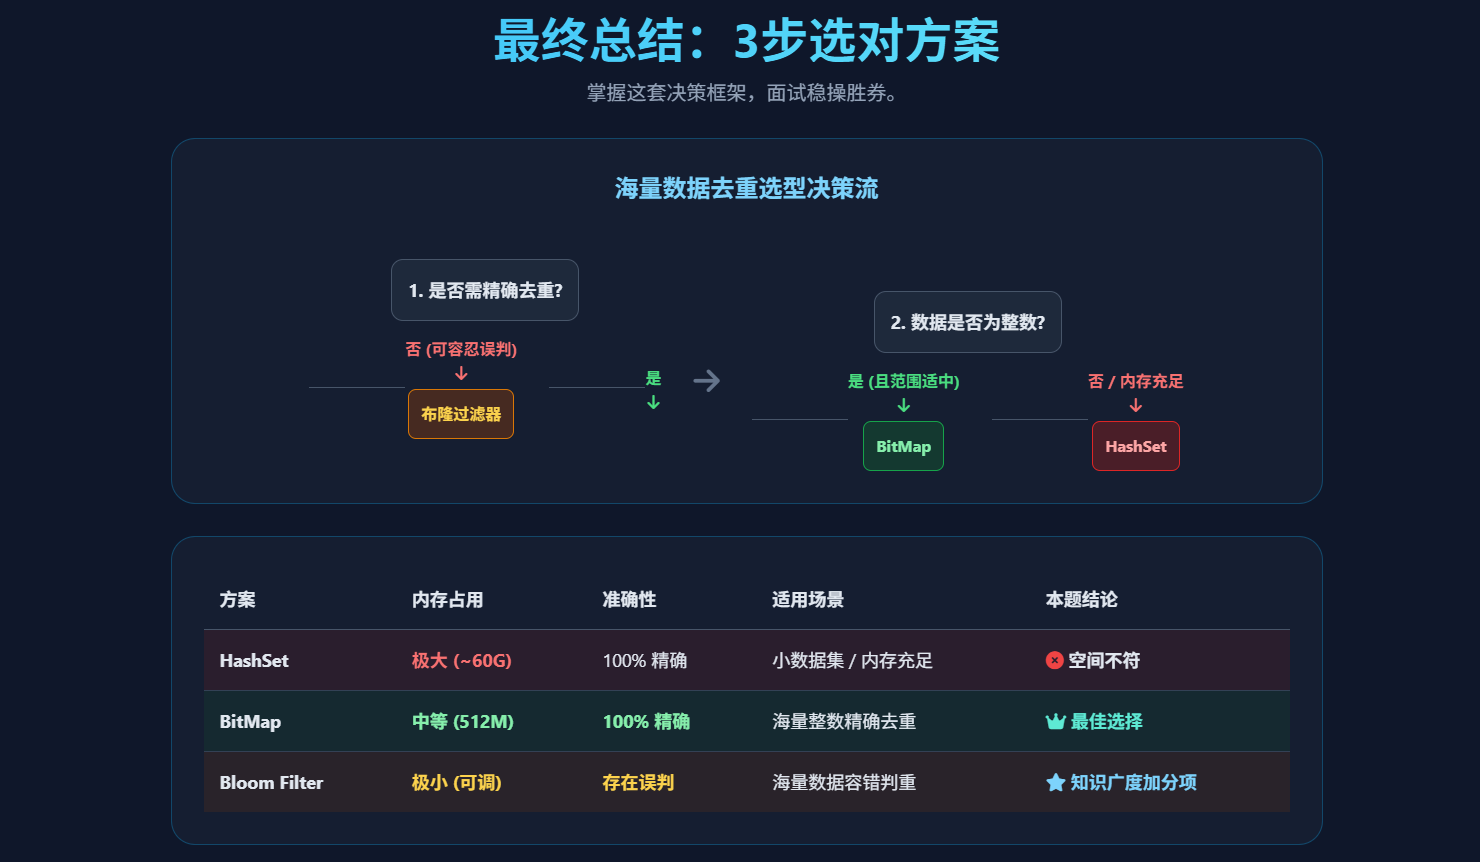 最终总结：3步选对方案
掌握这套决策框架，面试稳操胜券。
海量数据去重选型决策流
1. 是否需精确去重?
否 (可容忍误判)
布隆过滤器
是
2. 数据是否为整数?
是 (且范围适中)
BitMap
否 / 内存充足
HashSet
方案 内存占用 准确性 适用场景 本题结论
HashSet 极大 (~60G) 100% 精确 小数据集 / 内存充足 空间不符
BitMap 中等 (512M) 100% 精确 海量整数精确去重 最佳选择
Bloom Filter 极小 (可调) 存在误判 海量数据容错判重 知识广度加分项